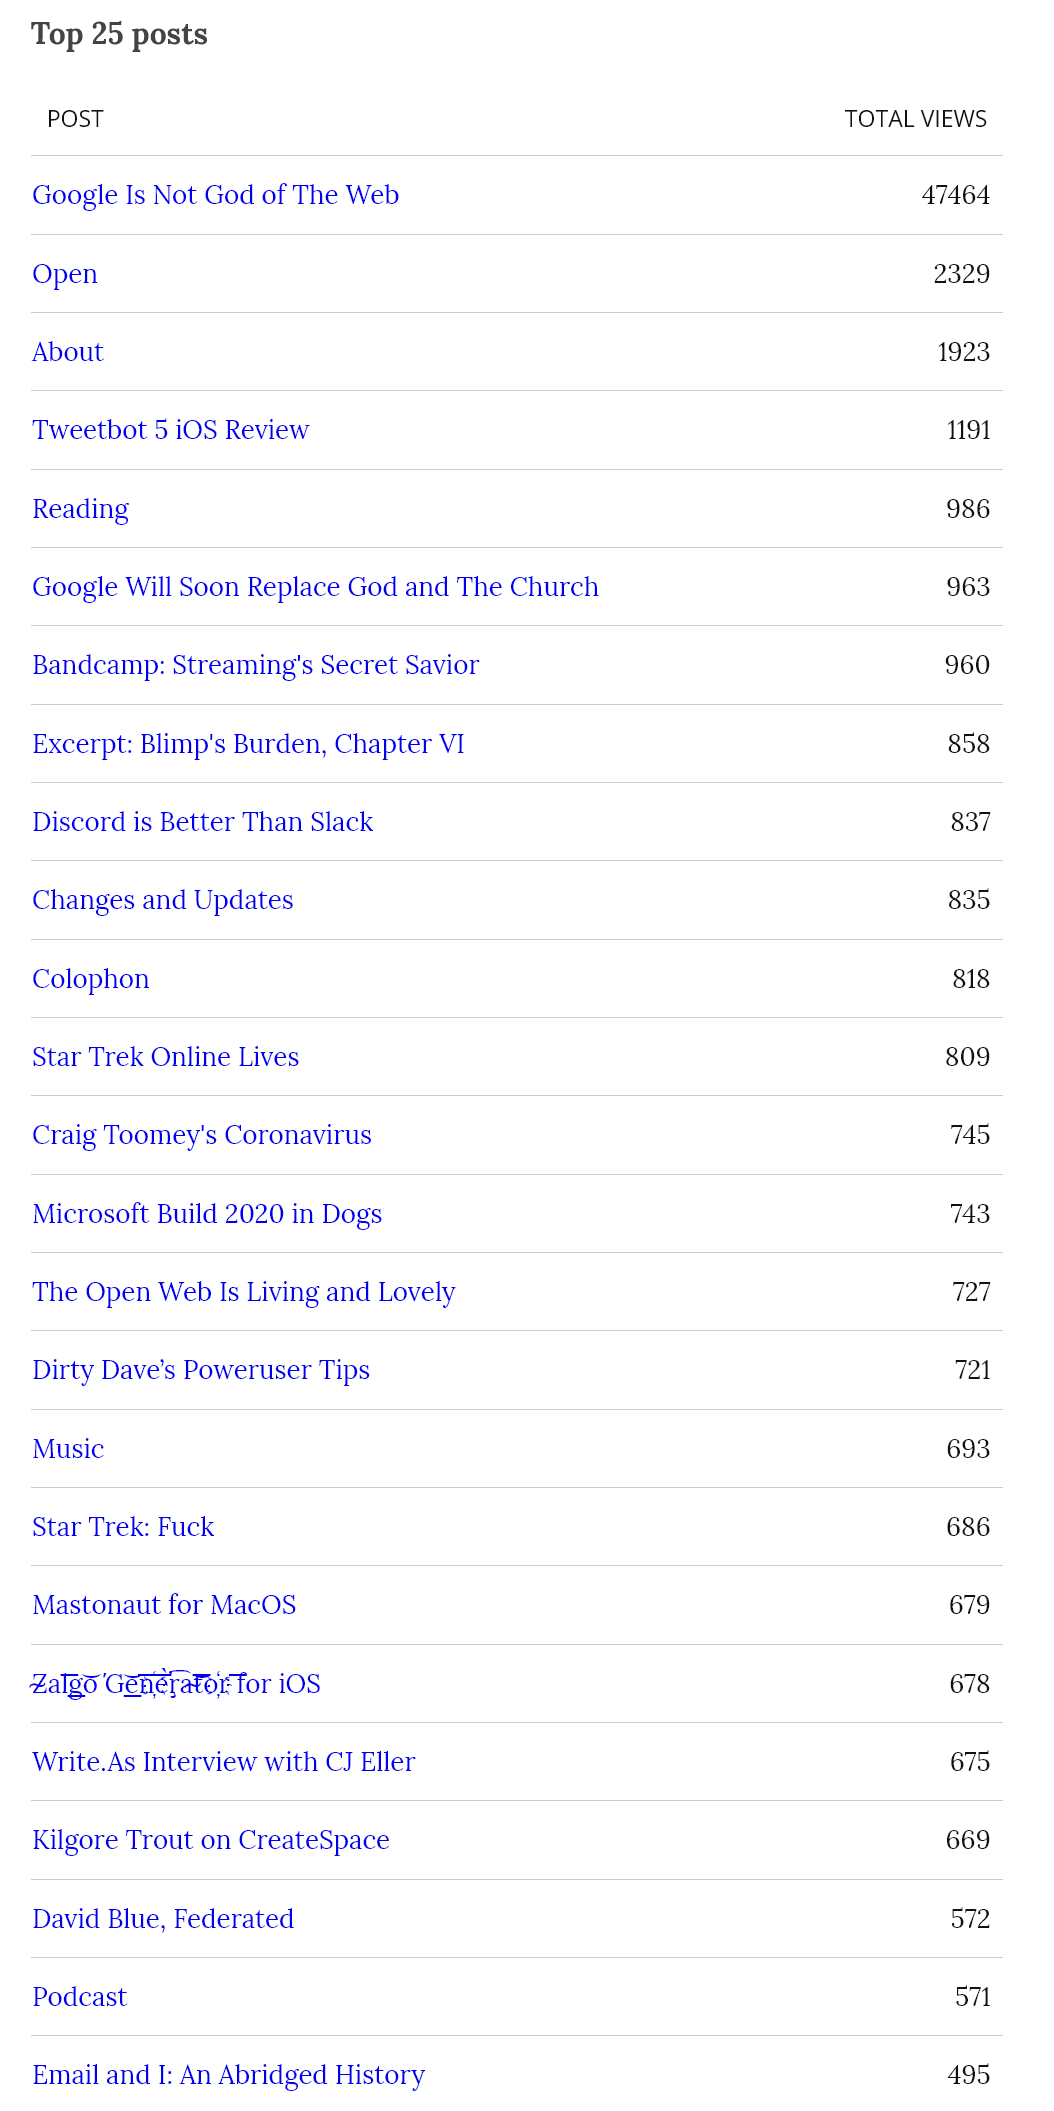 Top 25 posts
POST TOTAL VIEWS
Google Is Not God of The Web 47464
Open 2329
About 1923
Tweetbot 5 iOS Review 1191
Reading 986
Google Will Soon Replace God and The Church 963
Bandcamp: Streaming's Secret Savior 960
Excerpt: Blimp's Burden, Chapter VI 858
Discord is Better Than Slack 837
Changes and Updates 835
Colophon 818
Star Trek Online Lives 809
Craig Toomey's Coronavirus 745
Microsoft Build 2020 in Dogs 743
The Open Web Is Living and Lovely 727
Dirty Dave’s Poweruser Tips 721
Music 693
Star Trek: Fuck 686
Mastonaut for MacOS 679
Zalgo Generator for iOS 678
Write.As Interview with CJ Eller 675
Kilgore Trout on CreateSpace 669
David Blue, Federated 572
Podcast 571
Email and I: An Abridged History 495